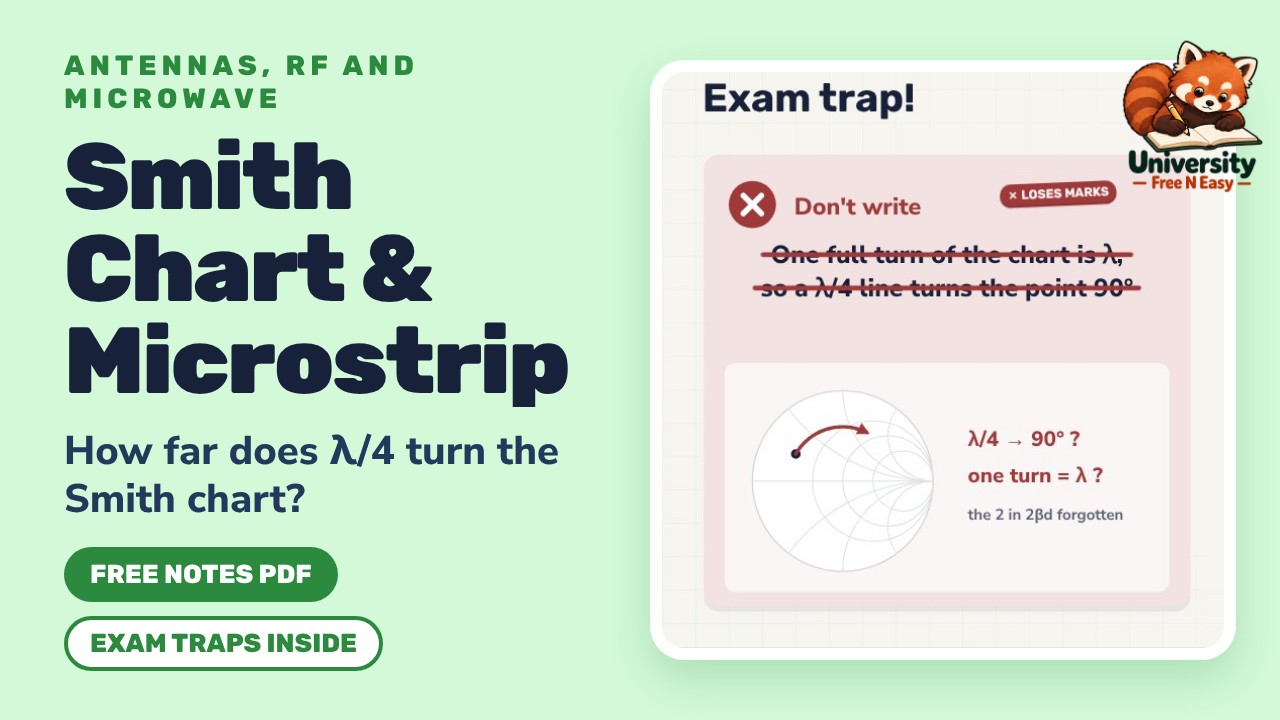 ANTENNAS, RF AND
MICROWAVE
Smith
Chart &
Microstrip
How far does λ/4 turn the
Smith chart?
FREE NOTES PDF
EXAM TRAPS INSIDE
Exam trap!
Don't write
× LOSES MARKS
One full turn of the chart is λ,
so a λ/4 line turns the point 90°
λ/4 → 90° ?
one turn = λ ?
the 2 in 2βd forgotten
University
Free N Easy